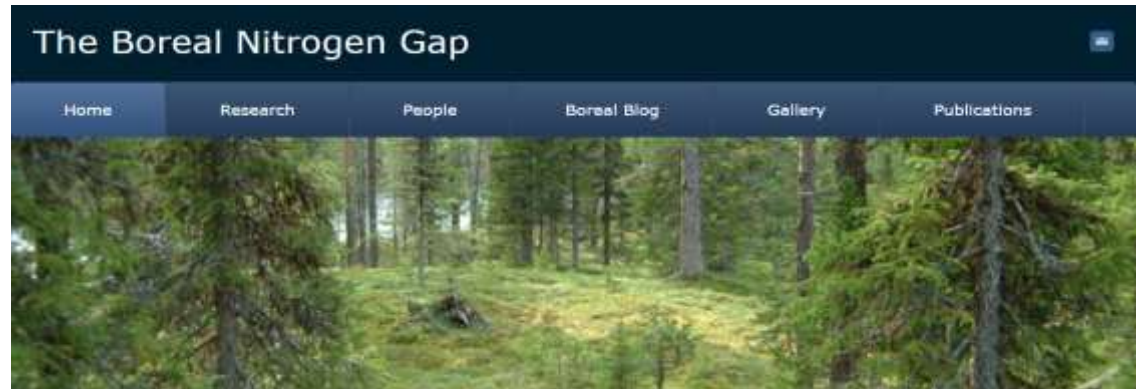 The Boreal Nitrogen Gap
Home Research People Boreal Blog Gallery Publications